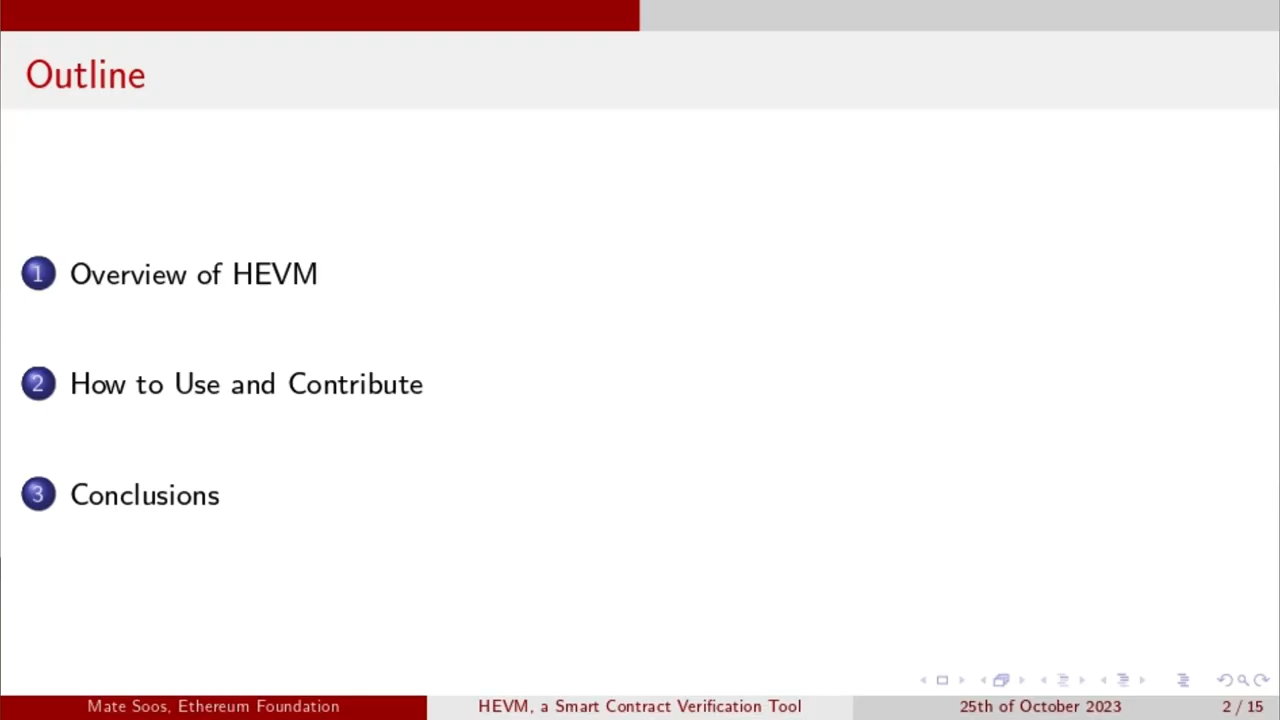 Outline
1 Overview of HEVM
2 How to Use and Contribute
3 Conclusions
Mate Soos, Ethereum Foundation HEVM, a Smart Contract Verification Tool 25th of October 2023 2 / 15